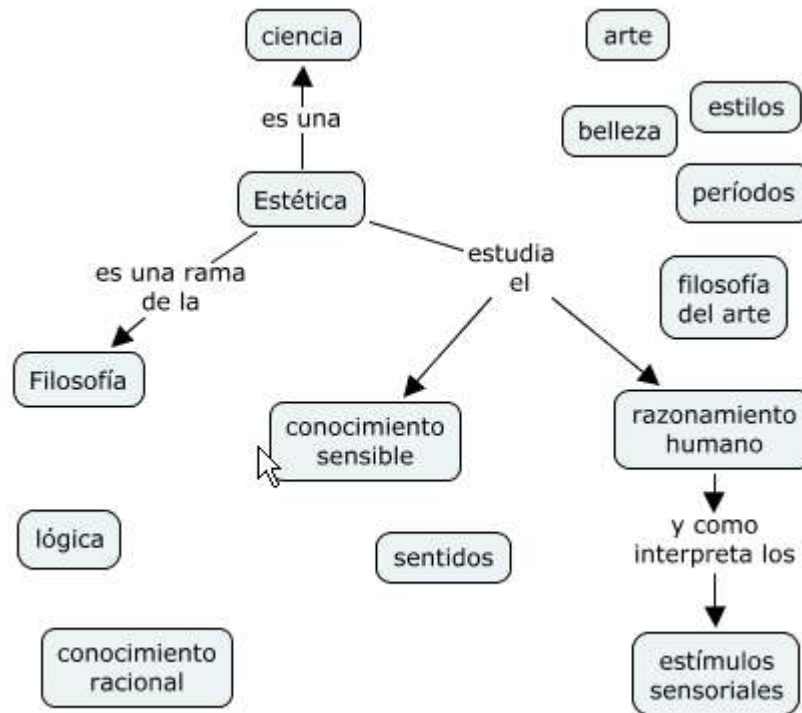 ciencia
arte
estilos
es una
belleza
períodos
Estética
estudia
el
es una rama
de la
filosofía
del arte
Filosofía
conocimiento
sensible
razonamiento
humano
lógica
sentidos
y como
interpreta los
conocimiento
racional
estímulos
sensoriales